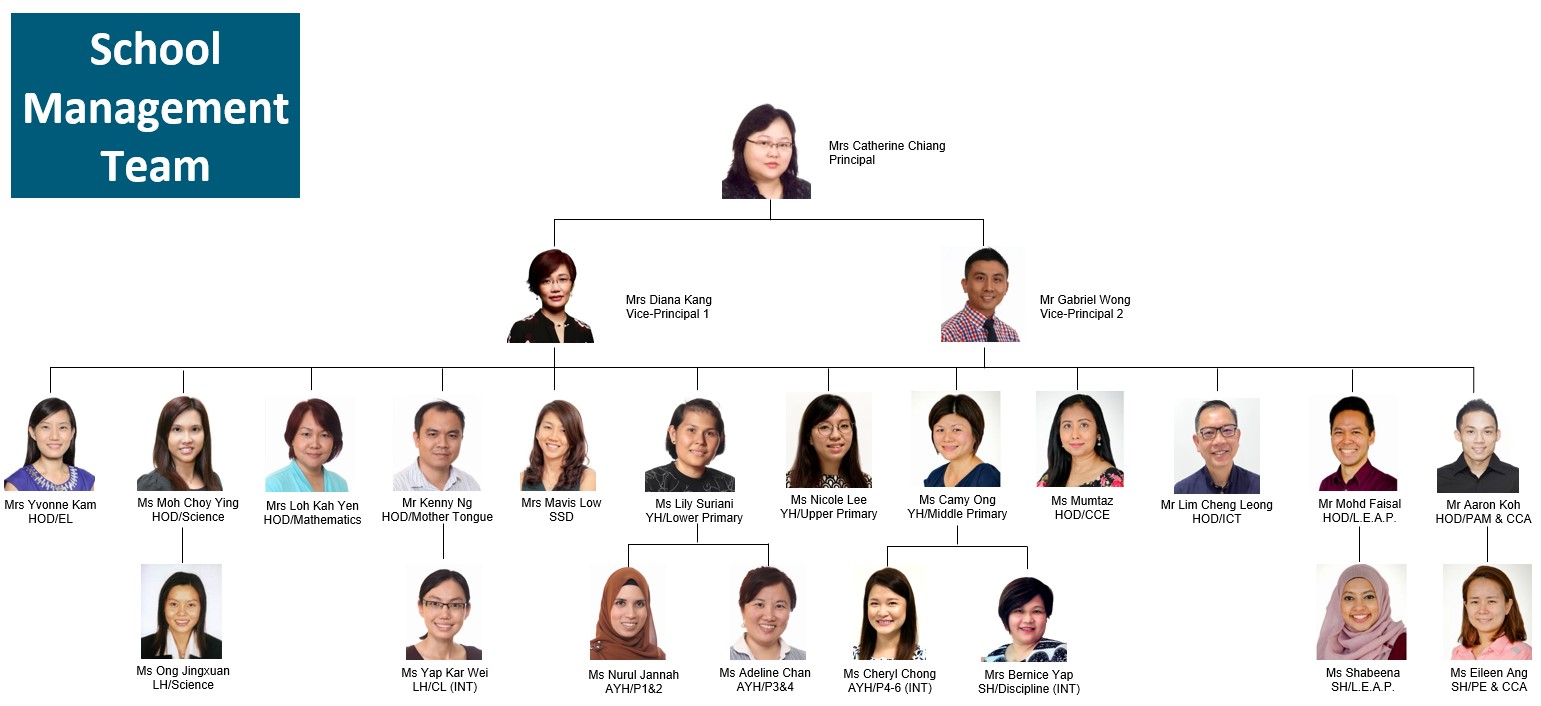 School
Management
Team
Mrs Catherine Chiang
Principal
Mrs Diana Kang
Vice-Principal 1
Mr Gabriel Wong
Vice-Principal 2
Mrs Yvonne Kam
HOD/EL
Ms Moh Choy Ying
HOD/Science
Mrs Loh Kah Yen
HOD/Mathematics
Mr Kenny Ng
HOD/Mother Tongue
Mrs Mavis Low
SSD
Ms Lily Suriani
YH/Lower Primary
Ms Nicole Lee
YH/Upper Primary
Ms Camy Ong
YH/Middle Primary
Ms Mumtaz
HOD/CCE
Mr Lim Cheng Leong
HOD/ICT
Mr Mohd Faisal
HOD/L.E.A.P.
Mr Aaron Koh
HOD/PAM & CCA
Ms Ong Jingxuan
LH/Science
Ms Yap Kar Wei
LH/CL (INT)
Ms Nurul Jannah
AYH/P1&2
Ms Adeline Chan
AYH/P3&4
Ms Cheryl Chong
AYH/P4-6 (INT)
Mrs Bernice Yap
SH/Discipline (INT)
Ms Shabeena
SH/L.E.A.P.
Ms Eileen Ang
SH/PE & CCA